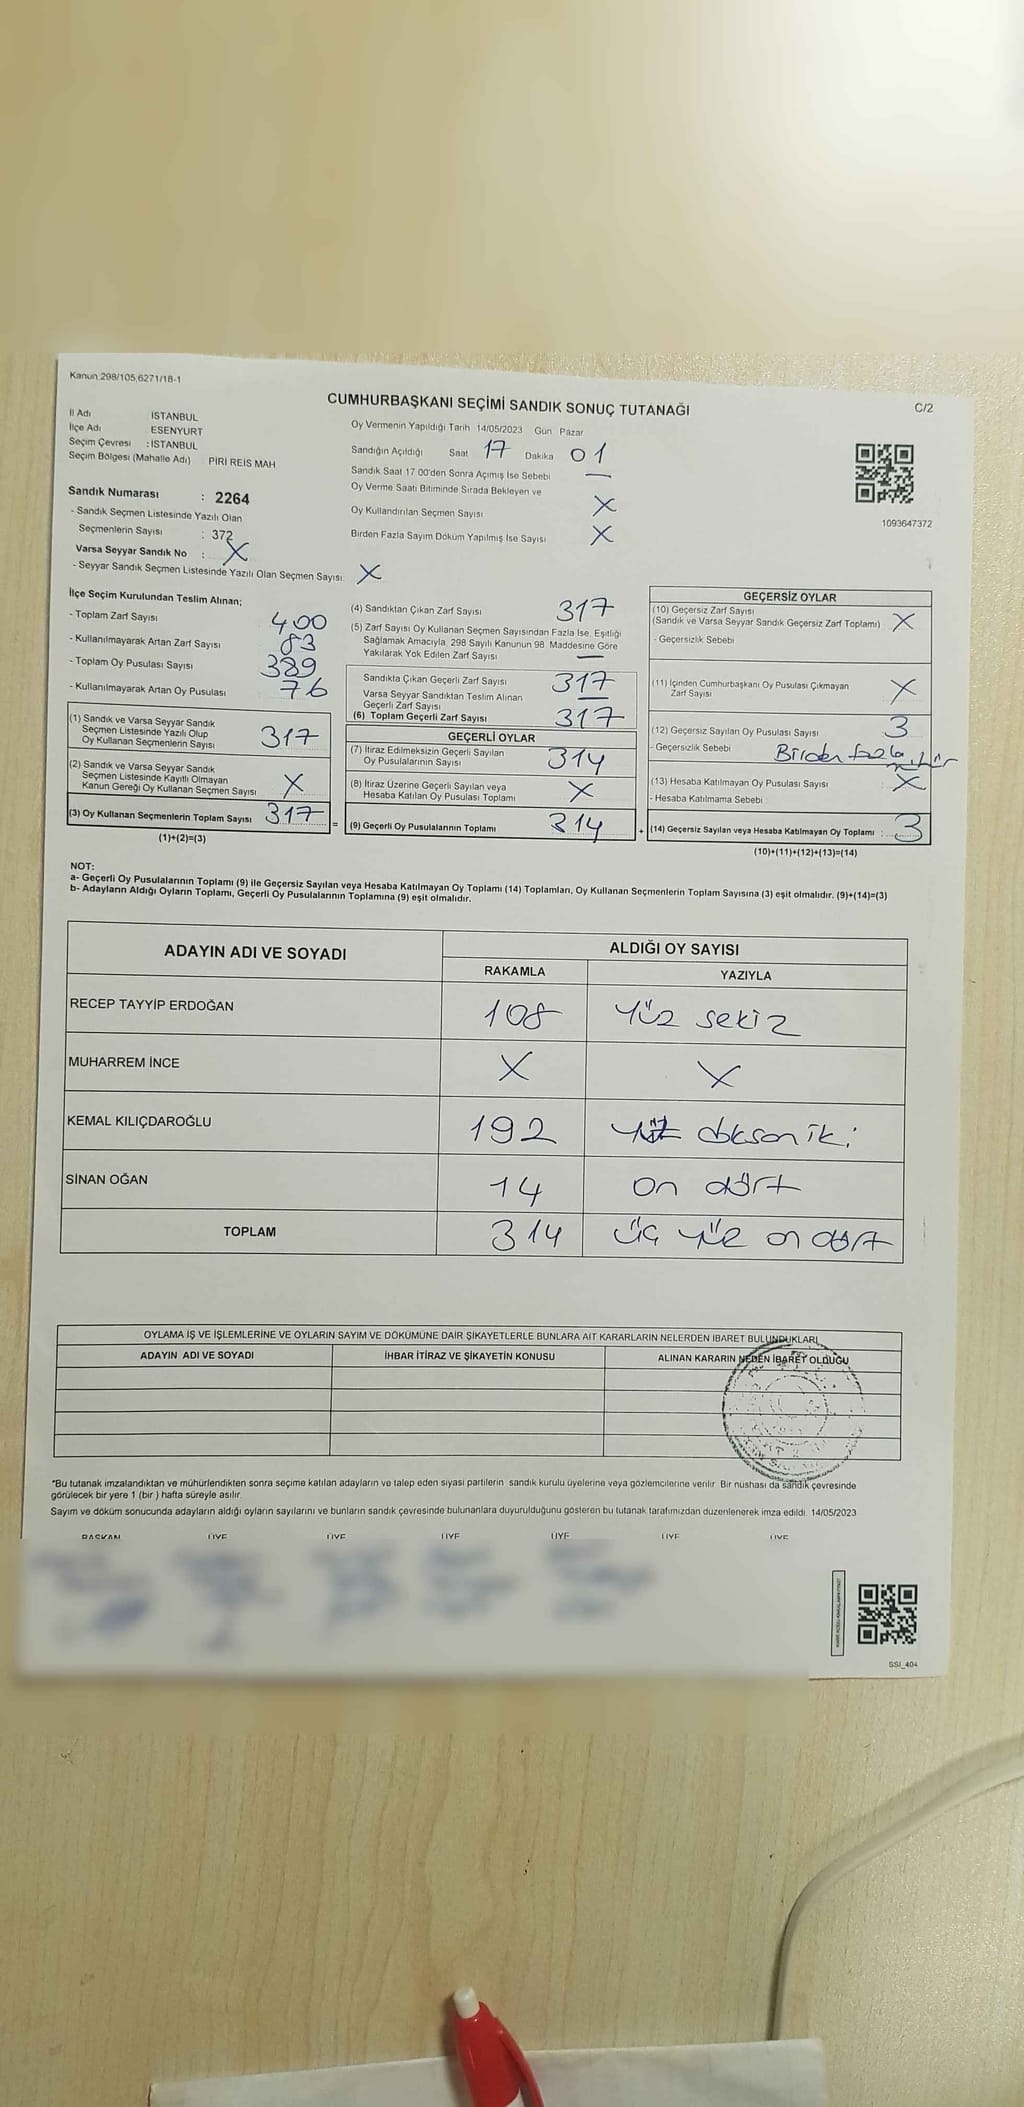 Kanun 298/105,6271/18-1
C/2
CUMHURBAŞKANI SEÇİMİ SANDIK SONUÇ TUTANAĞI
İl Adı İSTANBUL
İlçe Adı ESENYURT
Seçim Çevresi : İSTANBUL
Seçim Bölgesi (Mahalle Adı) PİRİ REİS MAH
Sandık Numarası : 2264
- Sandık Seçmen Listesinde Yazılı Olan
Seçmenlerin Sayısı : 372
Varsa Seyyar Sandık No : X
- Seyyar Sandık Seçmen Listesinde Yazılı Olan Seçmen Sayısı: X
Oy Vermenin Yapıldığı Tarih 14/05/2023 Gün Pazar
Sandığın Açıldığı Saat 17 Dakika 01
Sandık Saat 17 00'den Sonra Açımış İse Sebebi —
Oy Verme Saati Bitiminde Sırada Bekleyen ve
Oy Kullandırılan Seçmen Sayısı X
Birden Fazla Sayım Döküm Yapılmış İse Sayısı X
1093647372
İlçe Seçim Kurulundan Teslim Alınan;
- Toplam Zarf Sayısı 400
- Kullanılmayarak Artan Zarf Sayısı 83
- Toplam Oy Pusulası Sayısı 389
- Kullanılmayarak Artan Oy Pusulası 76
(1) Sandık ve Varsa Seyyar Sandık
Seçmen Listesinde Yazılı Olup
Oy Kullanan Seçmenlerin Sayısı 317
(2) Sandık ve Varsa Seyyar Sandık
Seçmen Listesinde Kayıtlı Olmayan
Kanun Gereği Oy Kullanan Seçmen Sayısı X
(3) Oy Kullanan Seçmenlerin Toplam Sayısı 317 =
(1)+(2)=(3)
(4) Sandıktan Çıkan Zarf Sayısı 317
(5) Zarf Sayısı Oy Kullanan Seçmen Sayısından Fazla İse, Eşitliği
Sağlamak Amacıyla, 298 Sayılı Kanunun 98. Maddesine Göre
Yakılarak Yok Edilen Zarf Sayısı —
Sandıkta Çıkan Geçerli Zarf Sayısı 317
Varsa Seyyar Sandıktan Teslim Alınan
Geçerli Zarf Sayısı —
(6) Toplam Geçerli Zarf Sayısı 317
GEÇERLİ OYLAR
(7) İtiraz Edilmeksizin Geçerli Sayılan
Oy Pusulalarının Sayısı 314
(8) İtiraz Üzerine Geçerli Sayılan veya
Hesaba Katılan Oy Pusulası Toplamı X
(9) Geçerli Oy Pusulalarının Toplamı 314 +
GEÇERSİZ OYLAR
(10) Geçersiz Zarf Sayısı
(Sandık ve Varsa Seyyar Sandık Geçersiz Zarf Toplamı) X
- Geçersizlik Sebebi
(11) İçinden Cumhurbaşkanı Oy Pusulası Çıkmayan
Zarf Sayısı X
(12) Geçersiz Sayılan Oy Pusulası Sayısı 3
- Geçersizlik Sebebi Birden fazla mühür
(13) Hesaba Katılmayan Oy Pusulası Sayısı X
- Hesaba Katılmama Sebebi
(14) Geçersiz Sayılan veya Hesaba Katılmayan Oy Toplamı : 3
(10)+(11)+(12)+(13)=(14)
NOT:
a- Geçerli Oy Pusulalarının Toplamı (9) ile Geçersiz Sayılan veya Hesaba Katılmayan Oy Toplamı (14) Toplamları, Oy Kullanan Seçmenlerin Toplam Sayısına (3) eşit olmalıdır. (9)+(14)=(3)
b- Adayların Aldığı Oyların Toplamı, Geçerli Oy Pusulalarının Toplamına (9) eşit olmalıdır.
ADAYIN ADI VE SOYADI ALDIĞI OY SAYISI
RAKAMLA YAZIYLA
RECEP TAYYİP ERDOĞAN 108 Yüz sekiz
MUHARREM İNCE X X
KEMAL KILIÇDAROĞLU 192 Yüz doksan iki
SİNAN OĞAN 14 on dört
TOPLAM 314 üç yüz on dört
OYLAMA İŞ VE İŞLEMLERİNE VE OYLARIN SAYIM VE DÖKÜMÜNE DAİR ŞİKAYETLERLE BUNLARA AİT KARARLARIN NELERDEN İBARET BULUNDUKLARI
ADAYIN ADI VE SOYADI İHBAR İTİRAZ VE ŞİKAYETİN KONUSU ALINAN KARARIN NEDEN İBARET OLDUĞU
*Bu tutanak imzalandıktan ve mühürlendikten sonra seçime katılan adayların ve talep eden siyasi partilerin sandık kurulu üyelerine veya gözlemcilerine verilir. Bir nüshası da sandık çevresinde
görülecek bir yere 1 (bir ) hafta süreyle asılır.
Sayım ve döküm sonucunda adayların aldığı oyların sayılarını ve bunların sandık çevresinde bulunanlara duyurulduğunu gösteren bu tutanak tarafımızdan düzenlenerek imza edildi. 14/05/2023
BAŞKAN ÜYE ÜYE ÜYE ÜYE ÜYE ÜYE
SSI_404